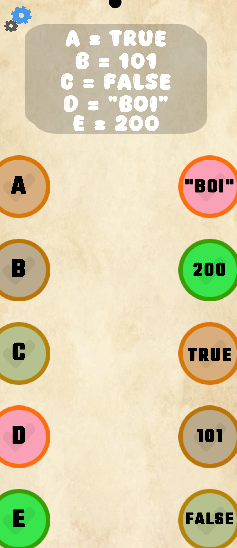 A = TRUE
B = 101
C = FALSE
D = "BOI"
E = 200
A "BOI"
B 200
C TRUE
D 101
E FALSE